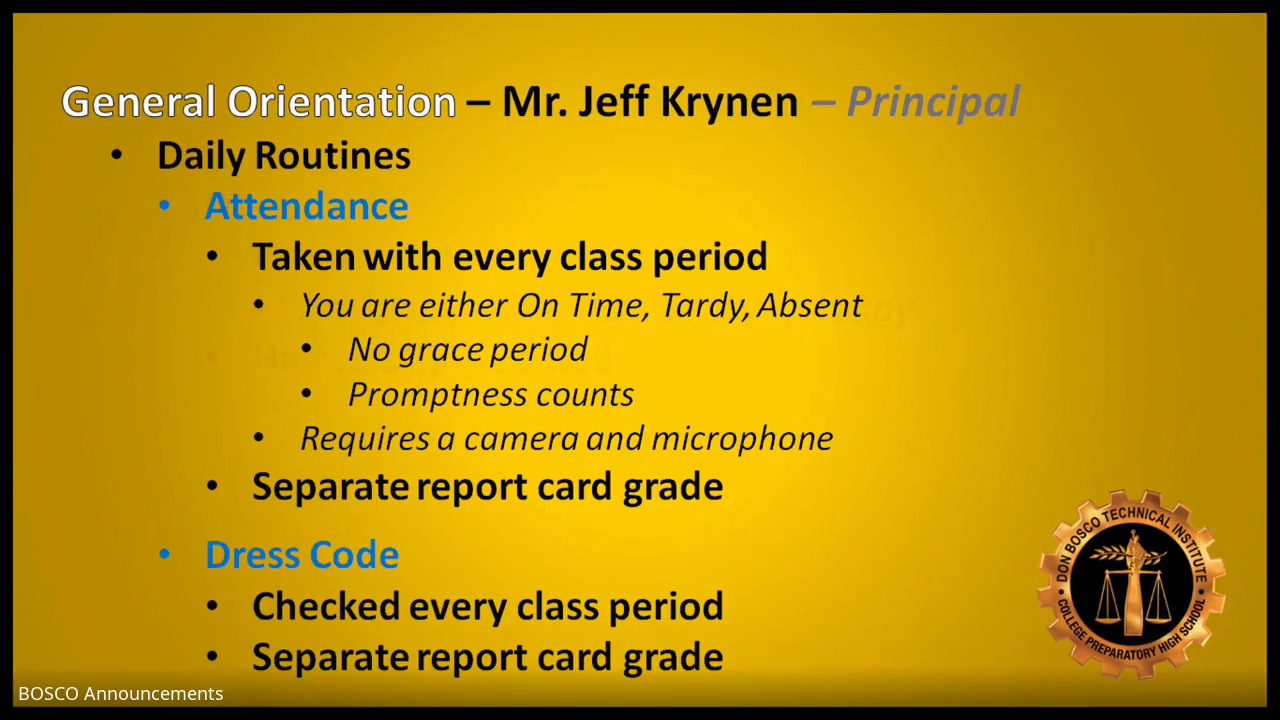 General Orientation – Mr. Jeff Krynen – Principal
• Daily Routines
• Attendance
• Taken with every class period
• You are either On Time, Tardy, Absent
• No grace period
• Promptness counts
• Requires a camera and microphone
• Separate report card grade
• Dress Code
• Checked every class period
• Separate report card grade
DON BOSCO TECHNICAL INSTITUTE
• COLLEGE PREPARATORY HIGH SCHOOL •
BOSCO Announcements